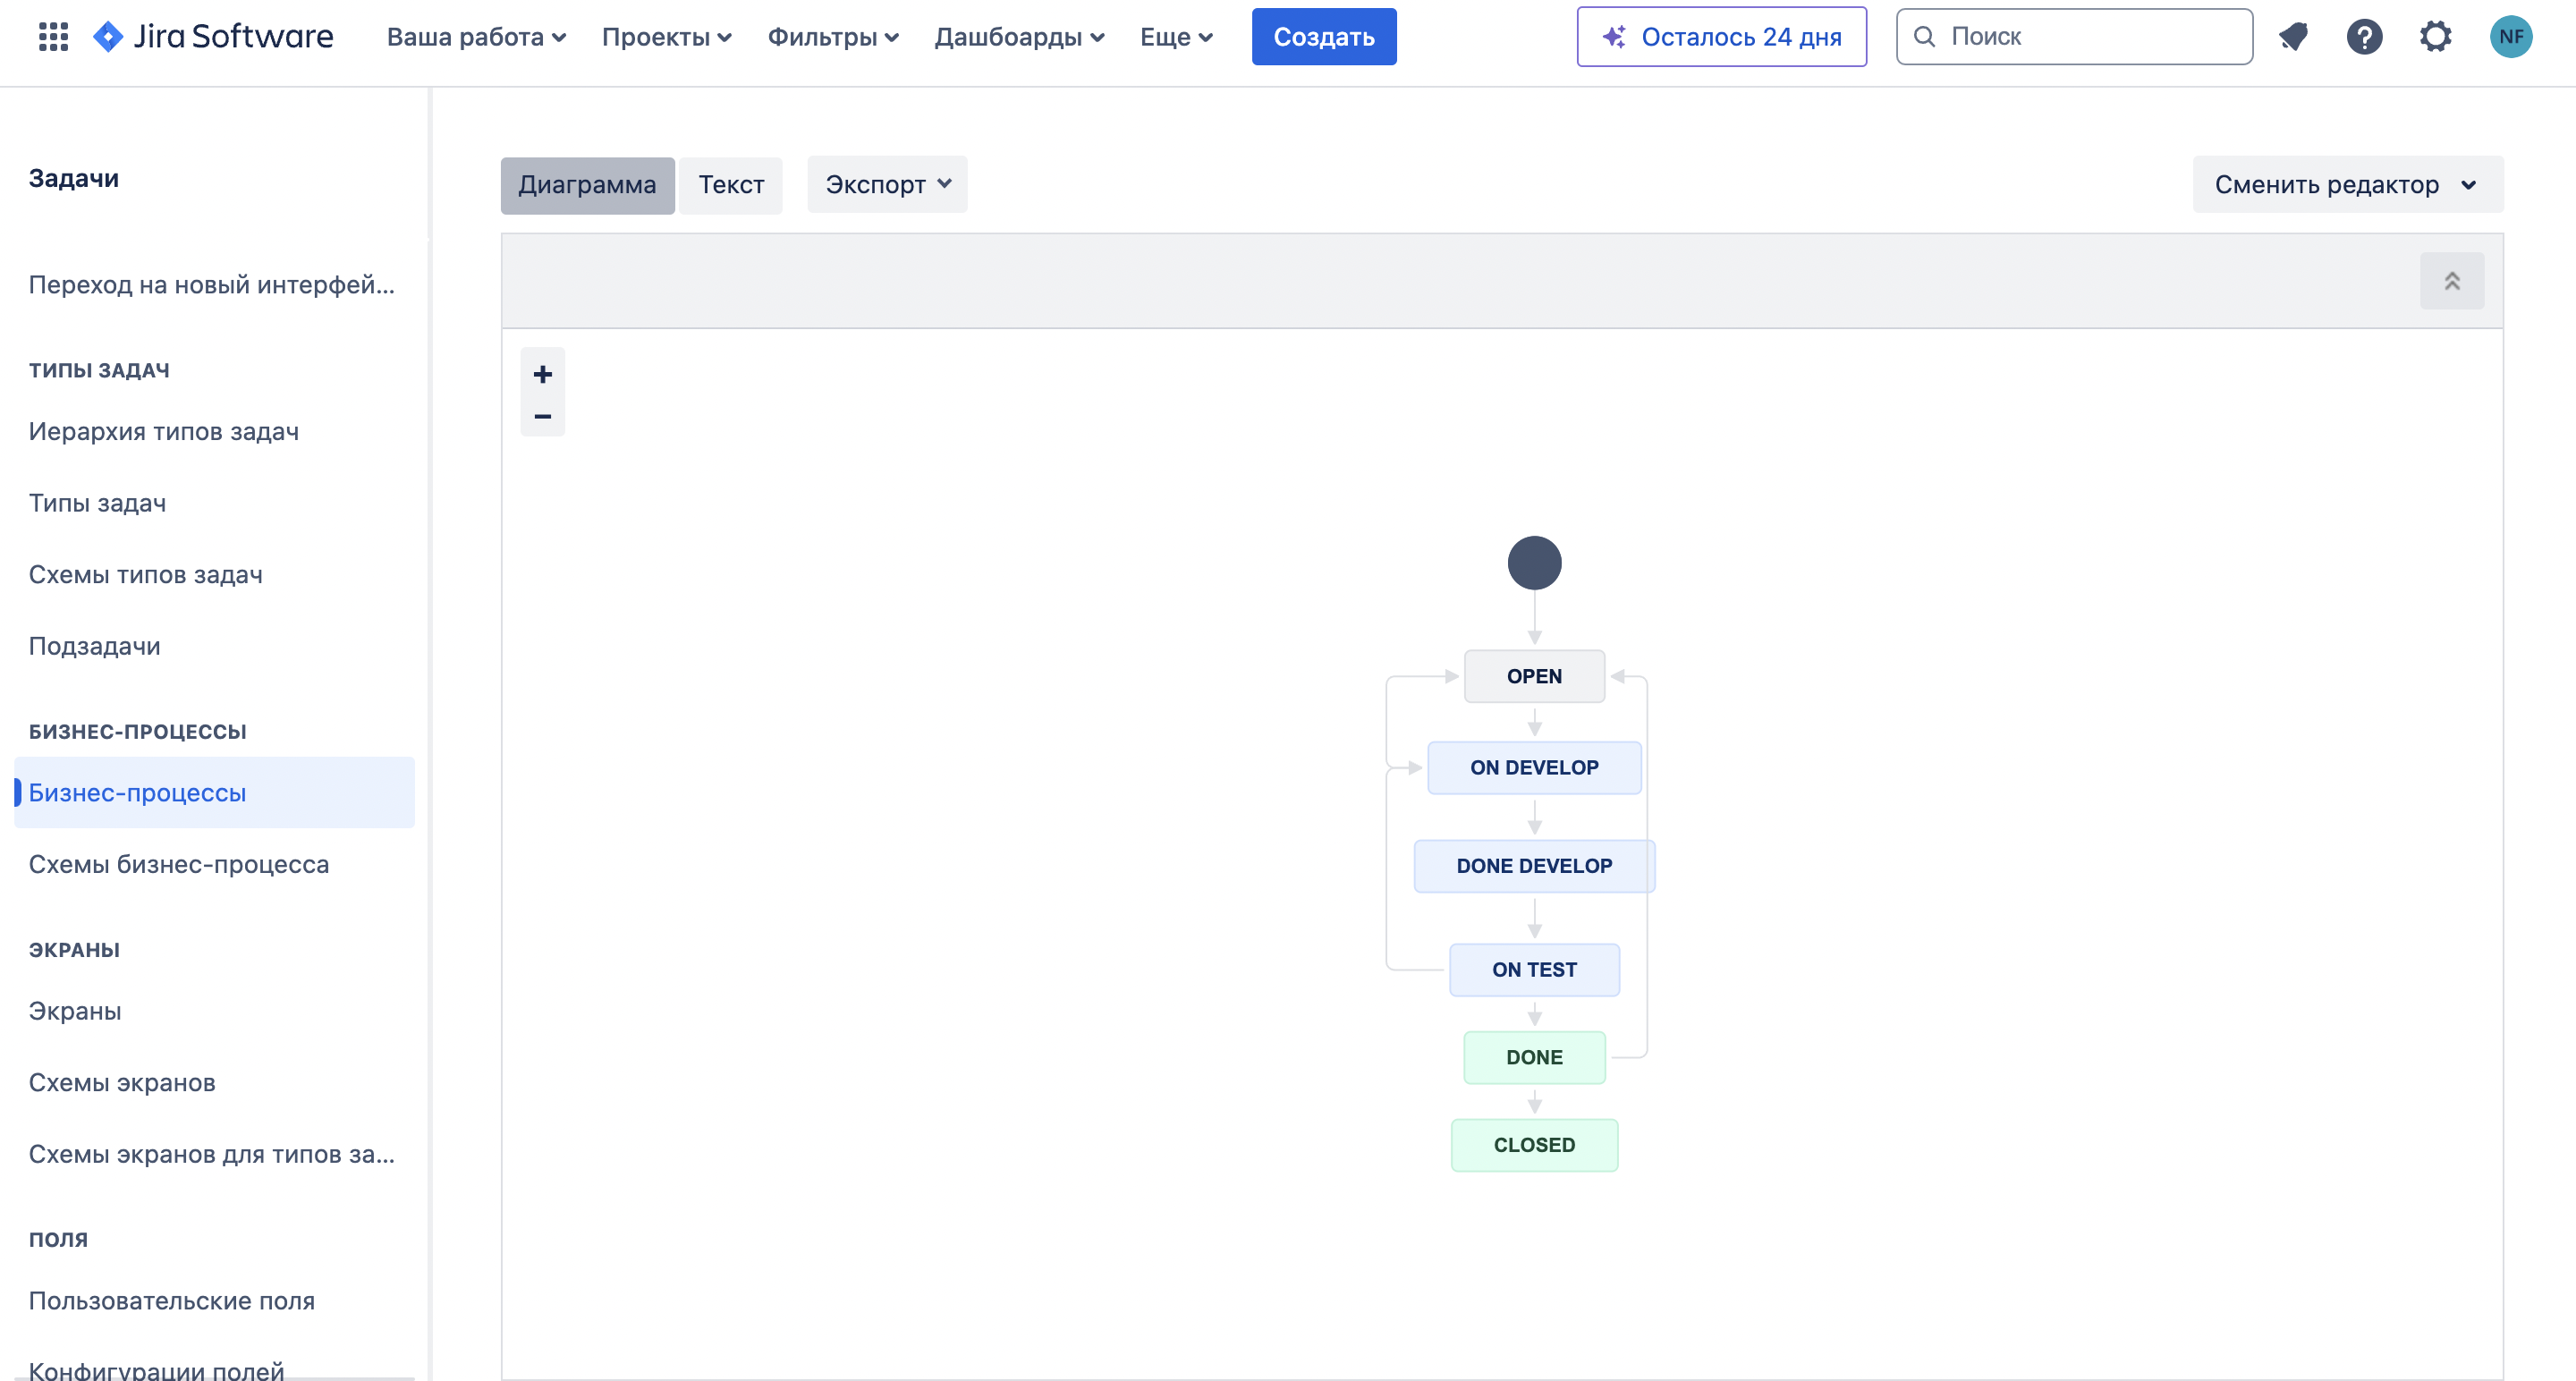 Jira Software
Ваша работа
Проекты
Фильтры
Дашборды
Еще
Создать
Осталось 24 дня
Поиск
?
NF
Задачи
Переход на новый интерфей...
ТИПЫ ЗАДАЧ
Иерархия типов задач
Типы задач
Схемы типов задач
Подзадачи
БИЗНЕС-ПРОЦЕССЫ
Бизнес-процессы
Схемы бизнес-процесса
ЭКРАНЫ
Экраны
Схемы экранов
Схемы экранов для типов за...
ПОЛЯ
Пользовательские поля
Конфигурации полей
Диаграмма
Текст
Экспорт
Сменить редактор
+
−
OPEN
ON DEVELOP
DONE DEVELOP
ON TEST
DONE
CLOSED